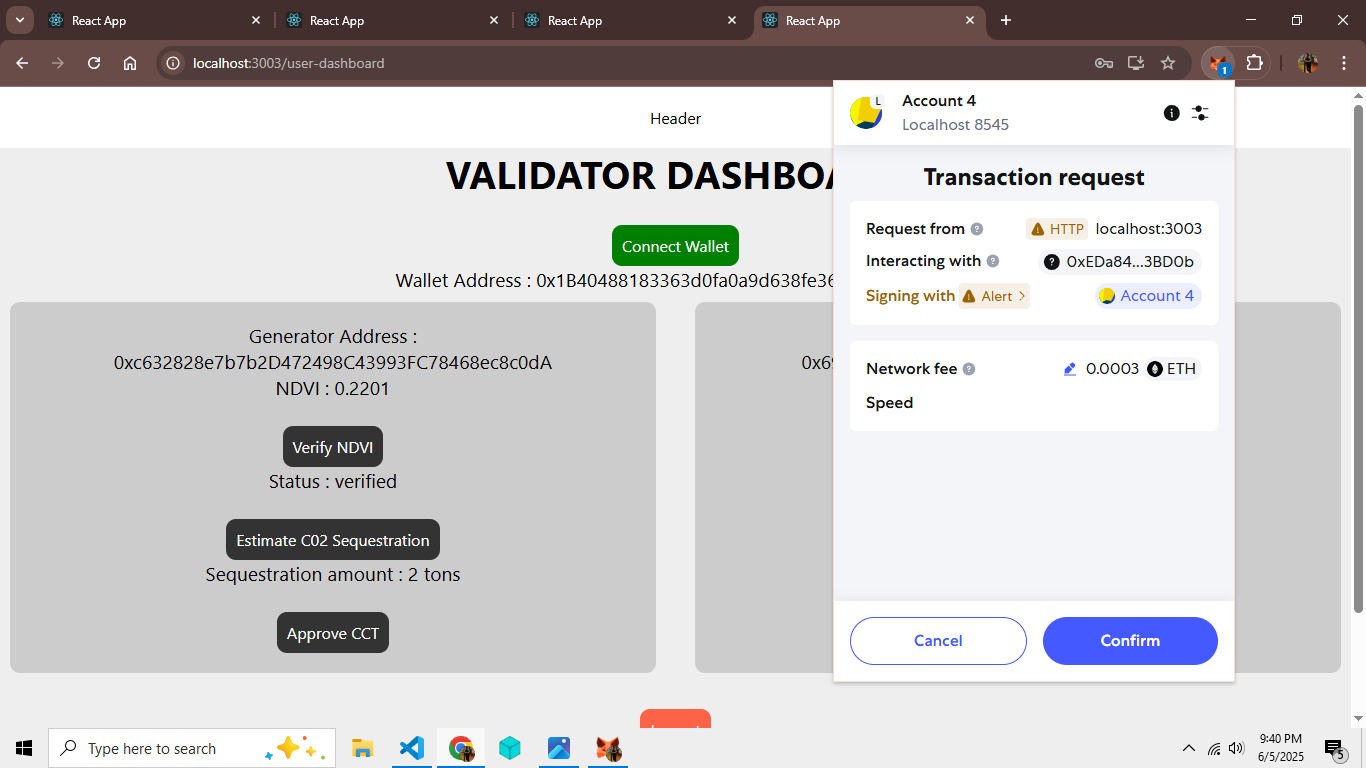 React App
React App
React App
React App
localhost:3003/user-dashboard
1
Header
VALIDATOR DASHBOA
Connect Wallet
Wallet Address : 0x1B40488183363d0fa0a9d638fe36
Generator Address :
0xc632828e7b7b2D472498C43993FC78468ec8c0dA
NDVI : 0.2201
Verify NDVI
Status : verified
Estimate C02 Sequestration
Sequestration amount : 2 tons
Approve CCT
0x69
L
Account 4
Localhost 8545
Transaction request
Request from HTTP localhost:3003
Interacting with 0xEDa84...3BD0b
Signing with Alert > Account 4
Network fee 0.0003 ETH
Speed
Cancel
Confirm
Type here to search
9:40 PM
6/5/2025
5